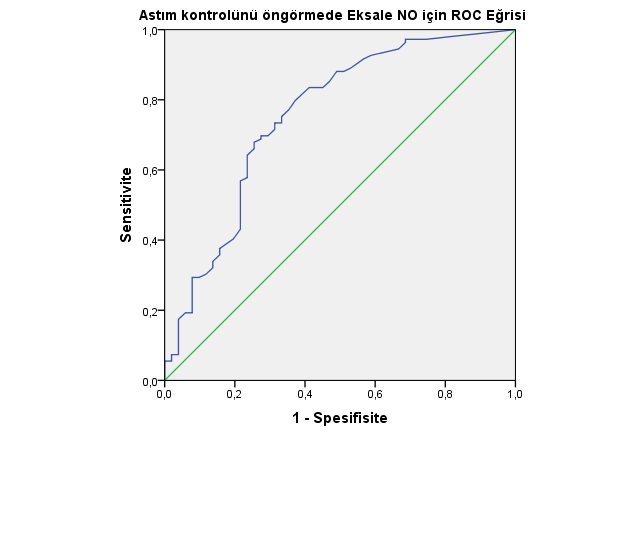 Astım kontrolünü öngörmede Eksale NO için ROC Eğrisi
1,0
0,8
0,6
0,4
0,2
0,0
Sensitivite
0,0 0,2 0,4 0,6 0,8 1,0
1 - Spesifisite